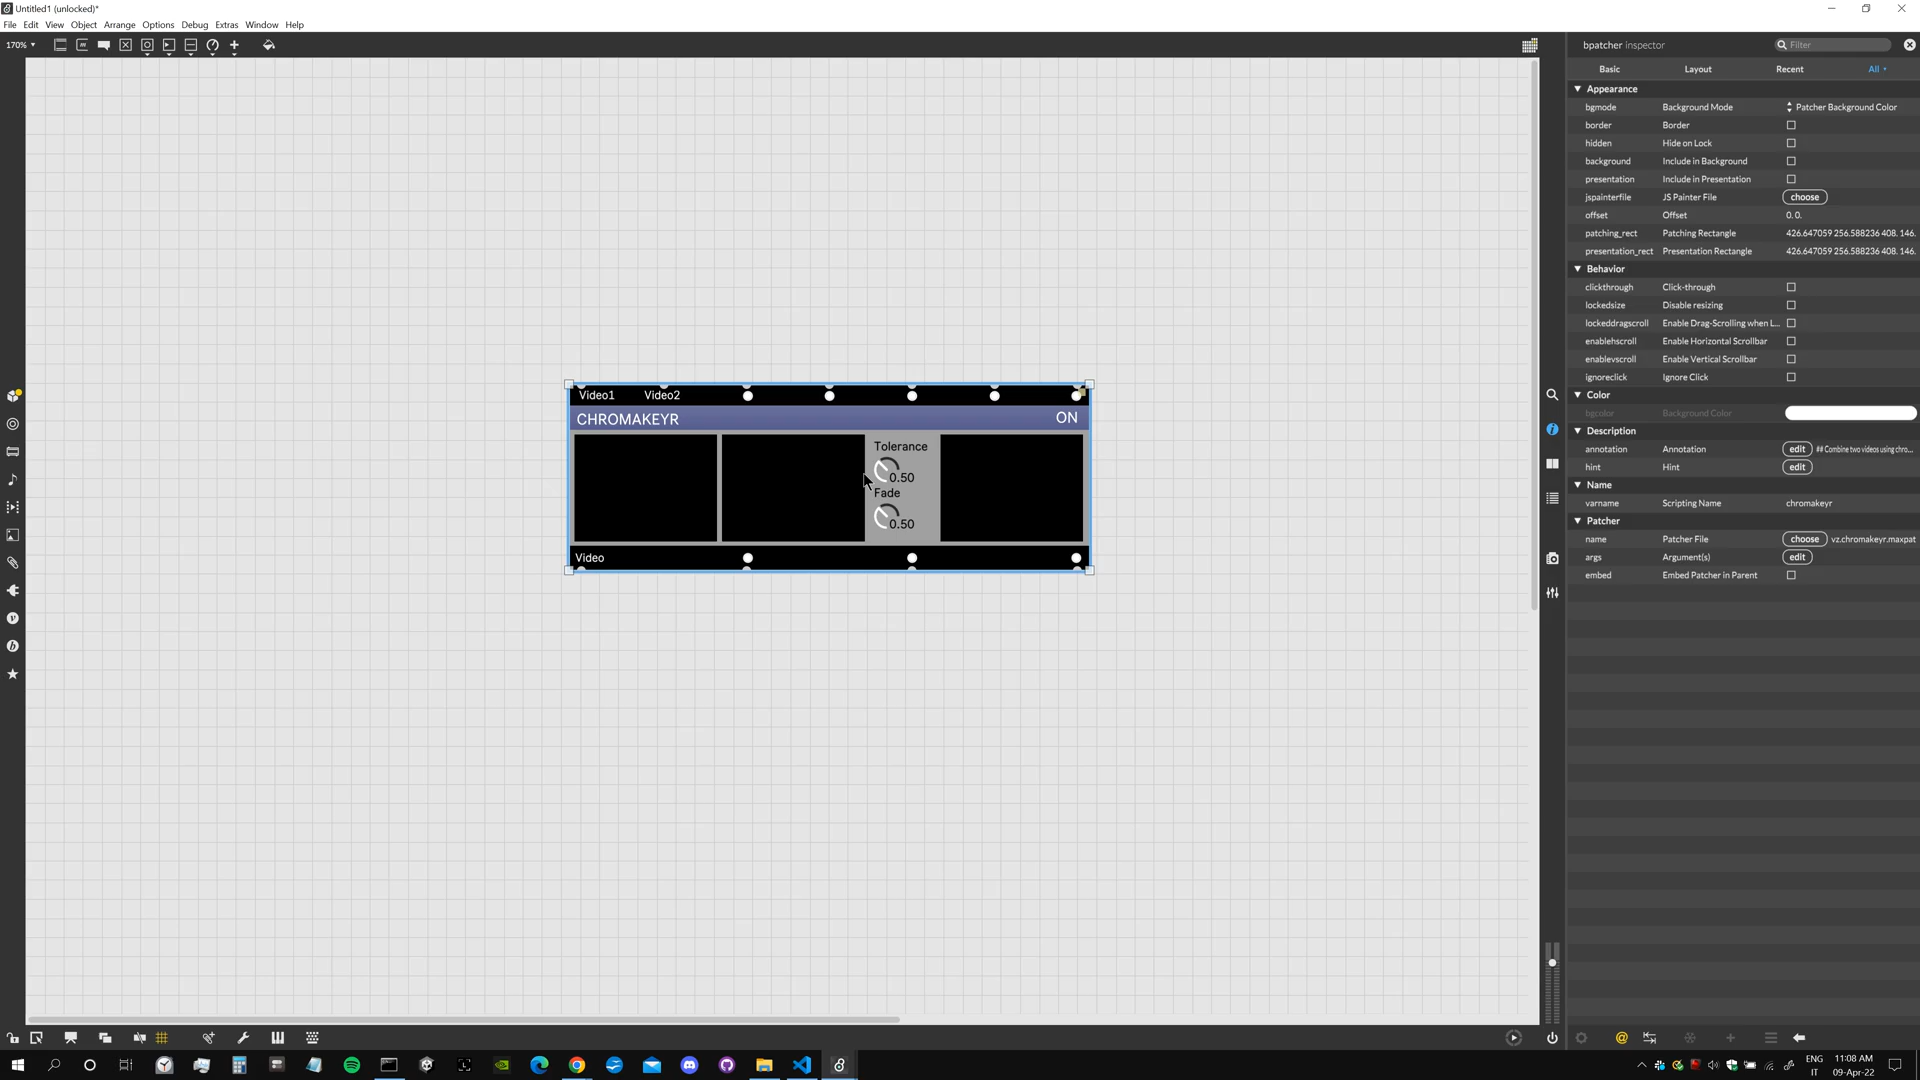 Untitled1 (unlocked)*
File Edit View Object Arrange Options Debug Extras Window Help
170%
bpatcher inspector
Filter
Basic Layout Recent All
Appearance
bgmode Background Mode Patcher Background Color
border Border
hidden Hide on Lock
background Include in Background
presentation Include in Presentation
jspainterfile JS Painter File choose
offset Offset 0. 0.
patching_rect Patching Rectangle 426.647059 256.588236 408. 146.
presentation_rect Presentation Rectangle 426.647059 256.588236 408. 146.
Behavior
clickthrough Click-through
lockedsize Disable resizing
lockeddragscroll Enable Drag-Scrolling when L...
enablehscroll Enable Horizontal Scrollbar
enablevscroll Enable Vertical Scrollbar
ignoreclick Ignore Click
Color
bgcolor Background Color
Description
annotation Annotation edit ## Combine two videos using chro...
hint Hint edit
Name
varname Scripting Name chromakeyr
Patcher
name Patcher File choose vz.chromakeyr.maxpat
args Argument(s) edit
embed Embed Patcher in Parent
Video1 Video2
CHROMAKEYR ON
Tolerance
0.50
Fade
0.50
Video
ENG 11:08 AM
IT 09-Apr-22